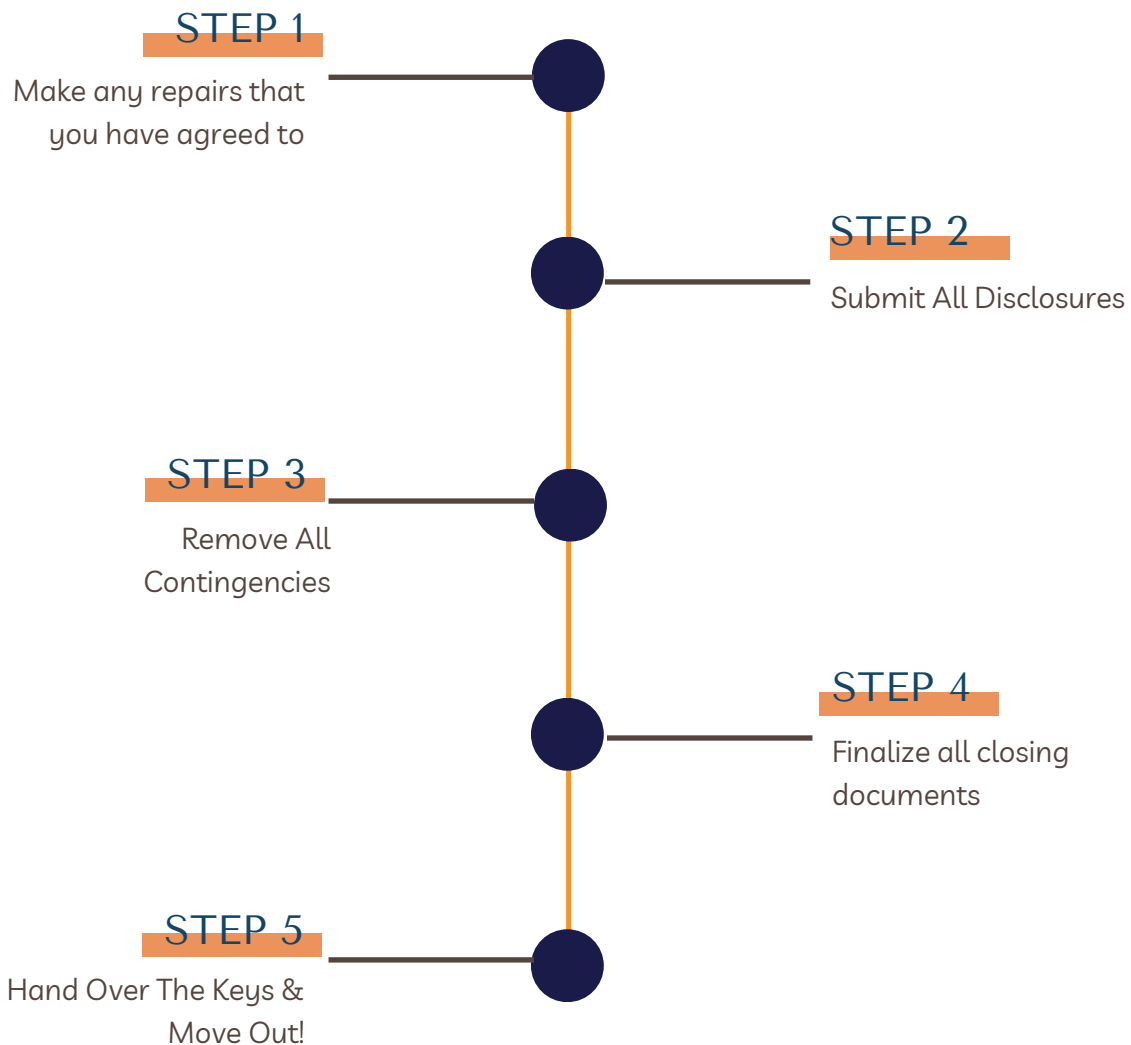 STEP 1
Make any repairs that
you have agreed to
STEP 2
Submit All Disclosures
STEP 3
Remove All
Contingencies
STEP 4
Finalize all closing
documents
STEP 5
Hand Over The Keys &
Move Out!